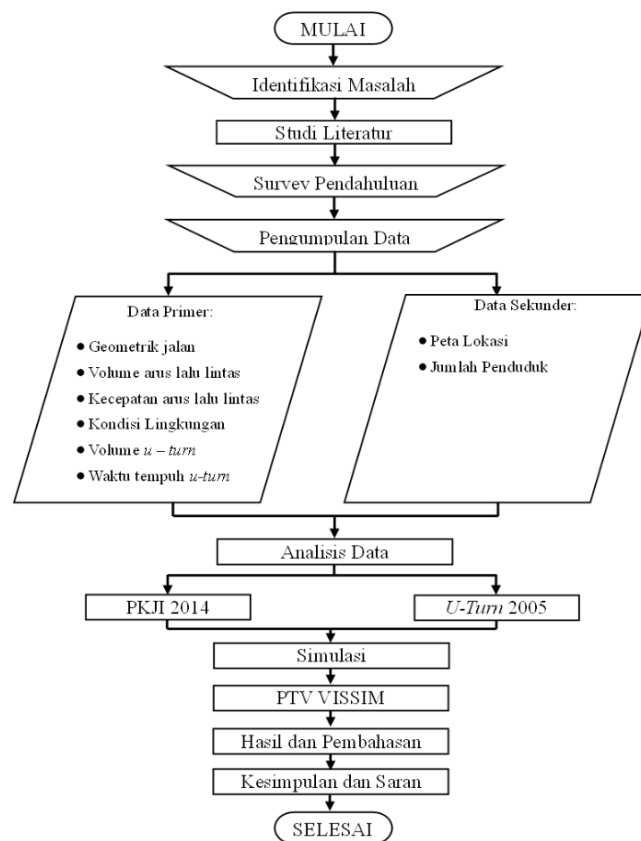 MULAI
Identifikasi Masalah
Studi Literatur
Survey Pendahuluan
Pengumpulan Data
Data Primer:
● Geometrik jalan
● Volume arus lalu lintas
● Kecepatan arus lalu lintas
● Kondisi Lingkungan
● Volume u – turn
● Waktu tempuh u-turn
Data Sekunder:
● Peta Lokasi
● Jumlah Penduduk
Analisis Data
PKJI 2014
U-Turn 2005
Simulasi
PTV VISSIM
Hasil dan Pembahasan
Kesimpulan dan Saran
SELESAI